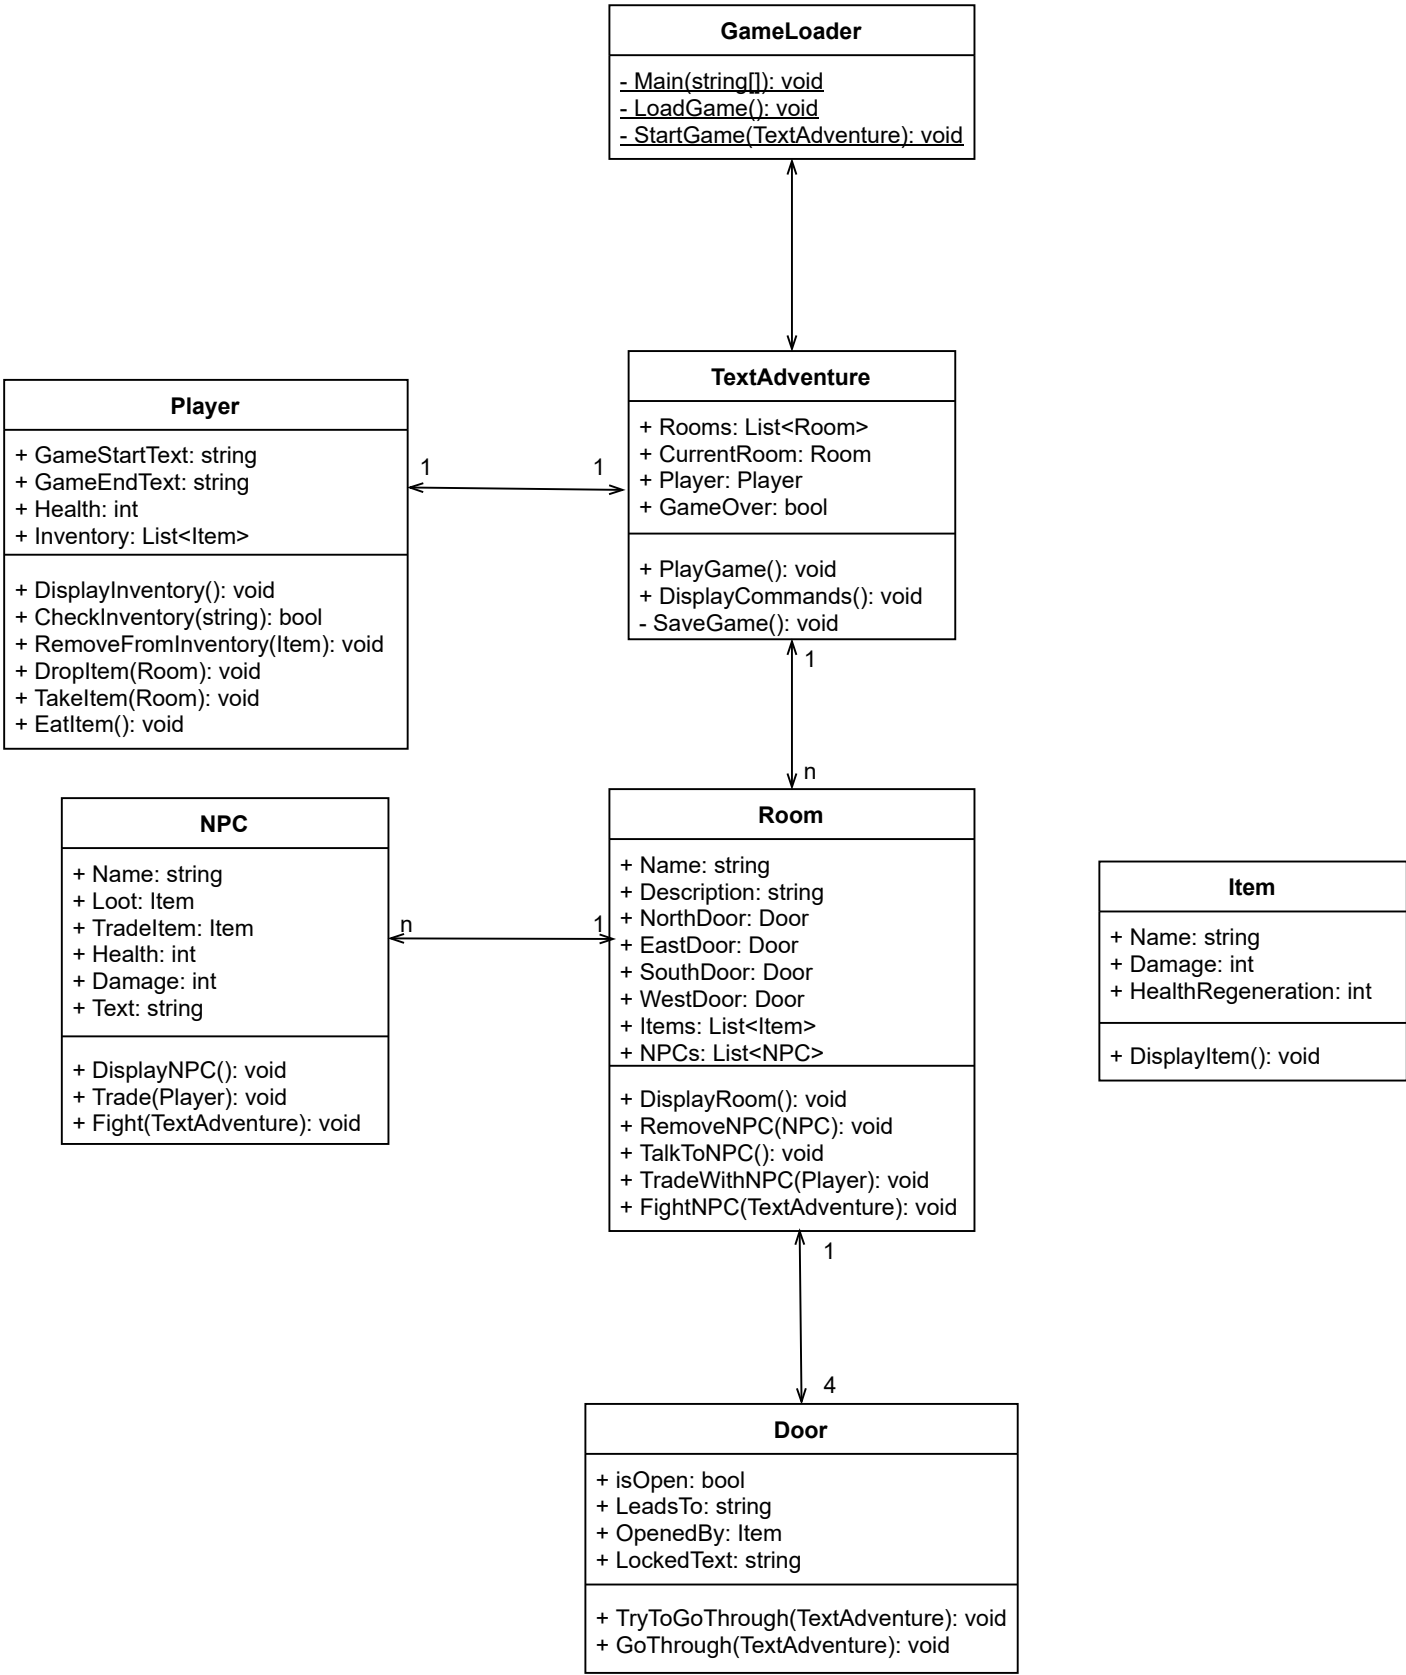 GameLoader
- Main(string[]): void
- LoadGame(): void
- StartGame(TextAdventure): void
TextAdventure
+ Rooms: List<Room>
+ CurrentRoom: Room
+ Player: Player
+ GameOver: bool
+ PlayGame(): void
+ DisplayCommands(): void
- SaveGame(): void
Player
+ GameStartText: string
+ GameEndText: string
+ Health: int
+ Inventory: List<Item>
+ DisplayInventory(): void
+ CheckInventory(string): bool
+ RemoveFromInventory(Item): void
+ DropItem(Room): void
+ TakeItem(Room): void
+ EatItem(): void
1
1
1
n
NPC
+ Name: string
+ Loot: Item
+ TradeItem: Item
+ Health: int
+ Damage: int
+ Text: string
+ DisplayNPC(): void
+ Trade(Player): void
+ Fight(TextAdventure): void
n
1
Room
+ Name: string
+ Description: string
+ NorthDoor: Door
+ EastDoor: Door
+ SouthDoor: Door
+ WestDoor: Door
+ Items: List<Item>
+ NPCs: List<NPC>
+ DisplayRoom(): void
+ RemoveNPC(NPC): void
+ TalkToNPC(): void
+ TradeWithNPC(Player): void
+ FightNPC(TextAdventure): void
Item
+ Name: string
+ Damage: int
+ HealthRegeneration: int
+ DisplayItem(): void
1
4
Door
+ isOpen: bool
+ LeadsTo: string
+ OpenedBy: Item
+ LockedText: string
+ TryToGoThrough(TextAdventure): void
+ GoThrough(TextAdventure): void